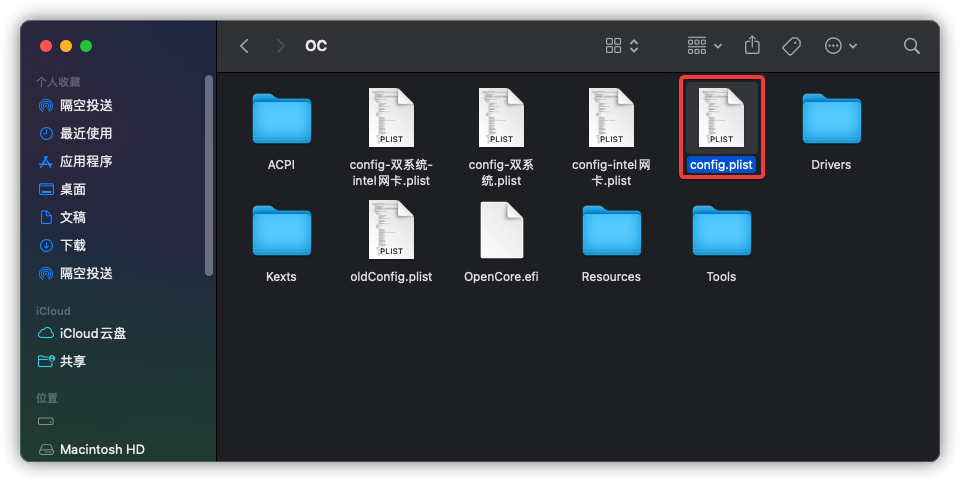 OC
个人收藏
隔空投送
最近使用
应用程序
桌面
文稿
下载
隔空投送
iCloud
iCloud云盘
共享
位置
Macintosh HD
PLIST
PLIST
PLIST
PLIST
ACPI
config-双系统-
intel网卡.plist
config-双系
统.plist
config-intel网
卡.plist
config.plist
Drivers
PLIST
Kexts
oldConfig.plist
OpenCore.efi
Resources
Tools